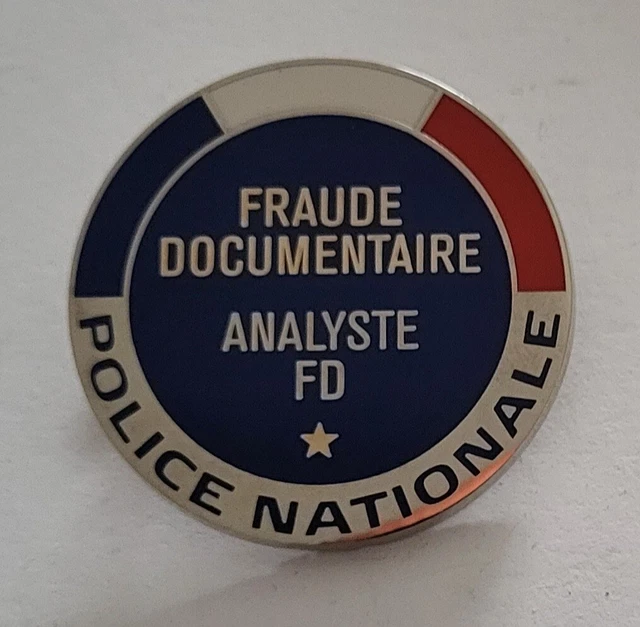 FRAUDE
DOCUMENTAIRE
ANALYSTE
FD
POLICE NATIONALE